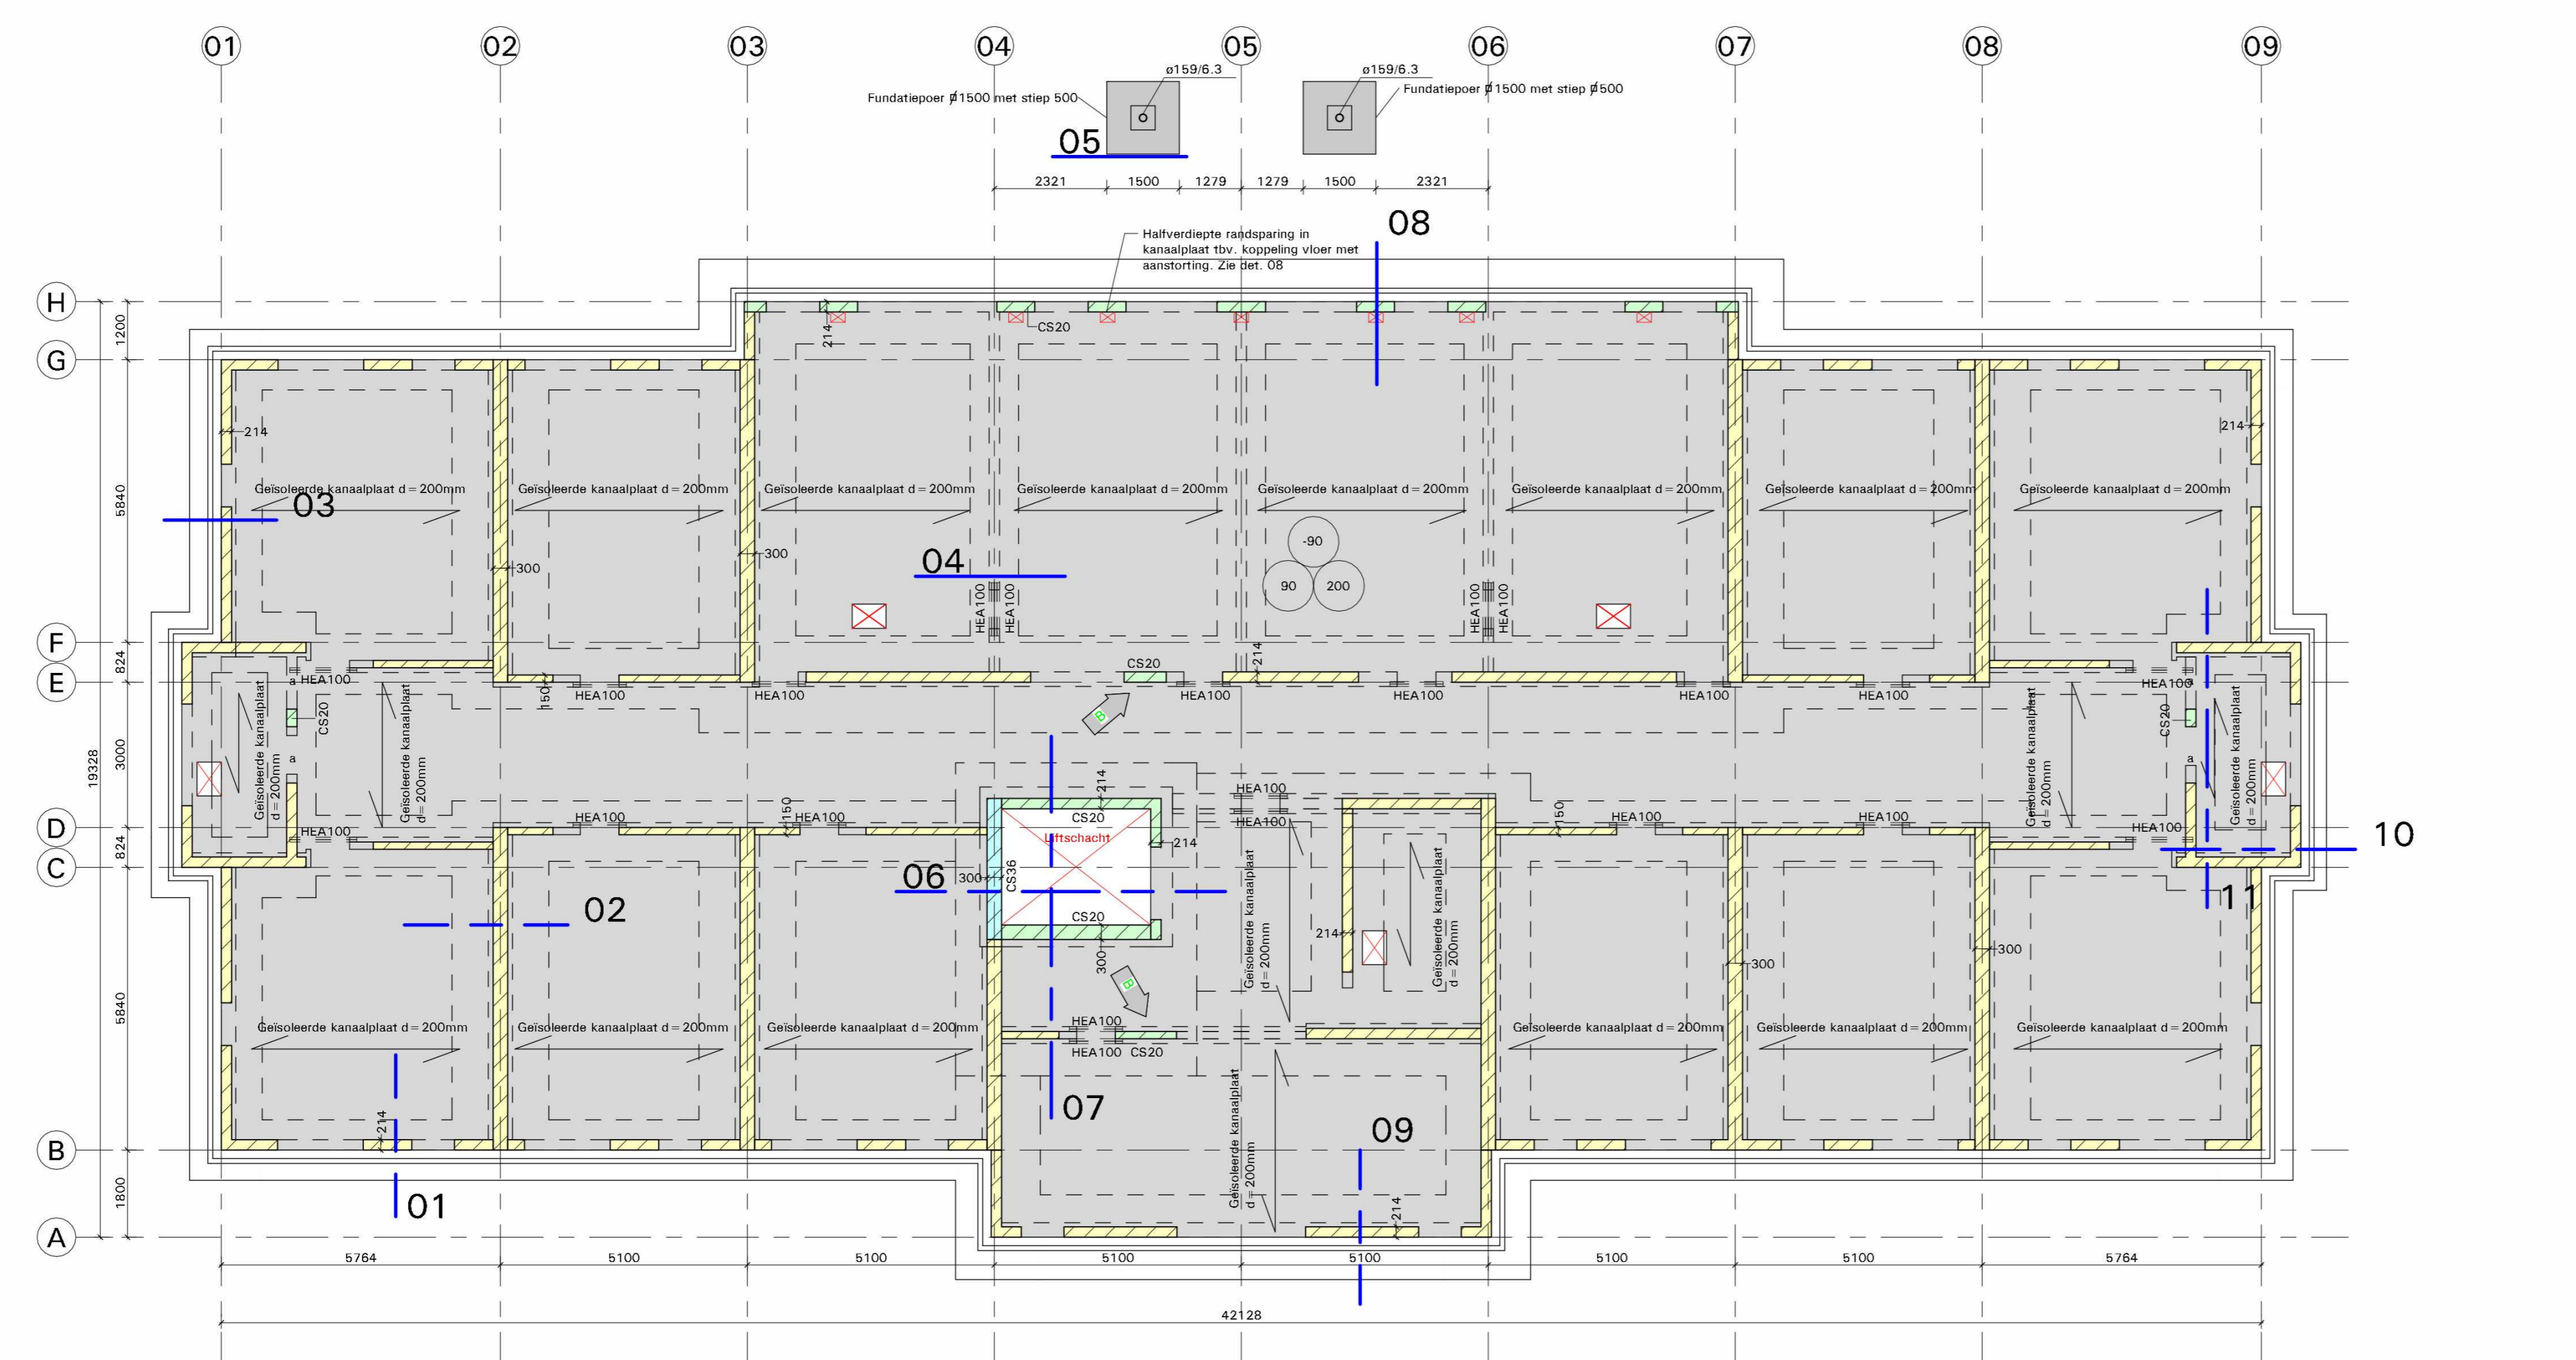 01 02 03 04 05 06 07 08 09
ø159/6.3 ø159/6.3
Fundatiepoer ⌀1500 met stiep 500
Fundatiepoer ⌀1500 met stiep ⌀500
05
2321 1500 1279 1279 1500 2321
08
Halfverdiepte randsparing in
kanaalplaat tbv. koppeling vloer met
aanstorting. Zie det. 08
H
1200
214
CS20
G
214
214
Geïsoleerde kanaalplaat d=200mm
Geïsoleerde kanaalplaat d=200mm
Geïsoleerde kanaalplaat d=200mm
Geïsoleerde kanaalplaat d=200mm
Geïsoleerde kanaalplaat d=200mm
Geïsoleerde kanaalplaat d=200mm
Geïsoleerde kanaalplaat d=200mm
Geïsoleerde kanaalplaat d=200mm
5840
03
300
300
04
-90
90 200
HEA100
HEA100
HEA100
HEA100
F
824
E
214
CS20
HEA100
HEA100
HEA100
HEA100
HEA100
HEA100
HEA100
HEA100
150
a
a
CS20
Geïsoleerde kanaalplaat
d=200mm
Geïsoleerde kanaalplaat
d=200mm
B
19328
3000
Geïsoleerde kanaalplaat
d=200mm
CS20
a
a
Geïsoleerde kanaalplaat
d=200mm
214
HEA100
HEA100
HEA100
HEA100
150
HEA100
CS20
Liftschacht
214
150
HEA100
HEA100
HEA100
D
824
C
10
06
300
CS36
CS20
300
02
11
Geïsoleerde kanaalplaat
d=200mm
214
Geïsoleerde kanaalplaat
d=200mm
300
300
B
5840
HEA100
HEA100 CS20
Geïsoleerde kanaalplaat d=200mm
Geïsoleerde kanaalplaat d=200mm
Geïsoleerde kanaalplaat d=200mm
Geïsoleerde kanaalplaat d=200mm
Geïsoleerde kanaalplaat d=200mm
Geïsoleerde kanaalplaat d=200mm
07
Geïsoleerde kanaalplaat
d=200mm
09
214
B
1800
01
214
A
5764 5100 5100 5100 5100 5100 5100 5764
42128